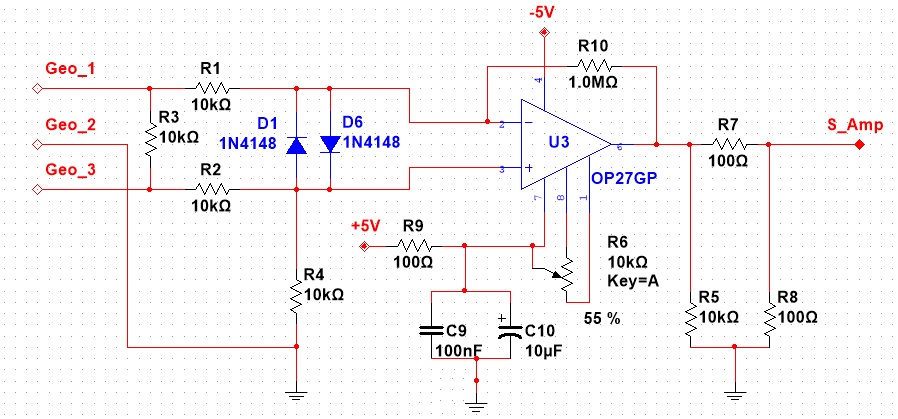 -5V
R10
1.0MΩ
Geo_1
R1
10kΩ
4
R3
10kΩ
Geo_2
D1
1N4148
D6
1N4148
2
U3
6
R7
100Ω
S_Amp
Geo_3
R2
10kΩ
3
OP27GP
7
8
1
+5V
R9
100Ω
R6
10kΩ
Key=A
55 %
R4
10kΩ
C9
100nF
C10
10µF
R5
10kΩ
R8
100Ω